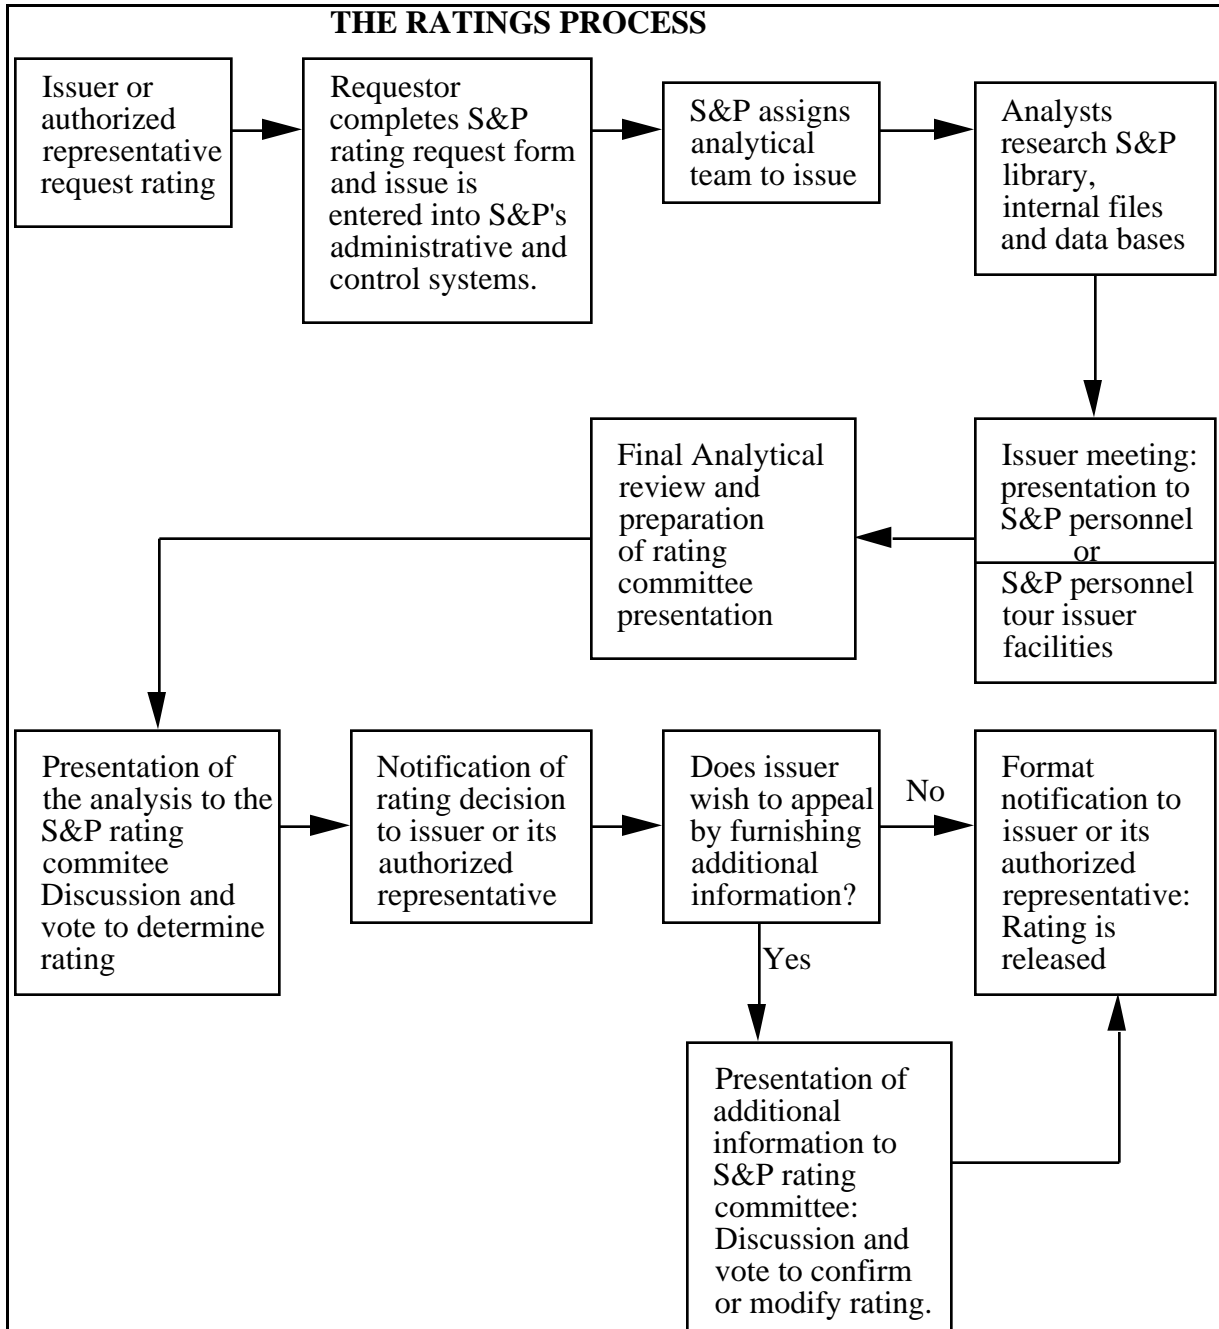 THE RATINGS PROCESS
Issuer or
authorized
representative
request rating
Requestor
completes S&P
rating request form
and issue is
entered into S&P's
administrative and
control systems.
S&P assigns
analytical
team to issue
Analysts
research S&P
library,
internal files
and data bases
Issuer meeting:
presentation to
S&P personnel
or
S&P personnel
tour issuer
facilities
Final Analytical
review and
preparation
of rating
committee
presentation
Presentation of
the analysis to the
S&P rating
commitee
Discussion and
vote to determine
rating
Notification of
rating decision
to issuer or its
authorized
representative
Does issuer
wish to appeal
by furnishing
additional
information?
No
Format
notification to
issuer or its
authorized
representative:
Rating is
released
Yes
Presentation of
additional
information to
S&P rating
committee:
Discussion and
vote to confirm
or modify rating.